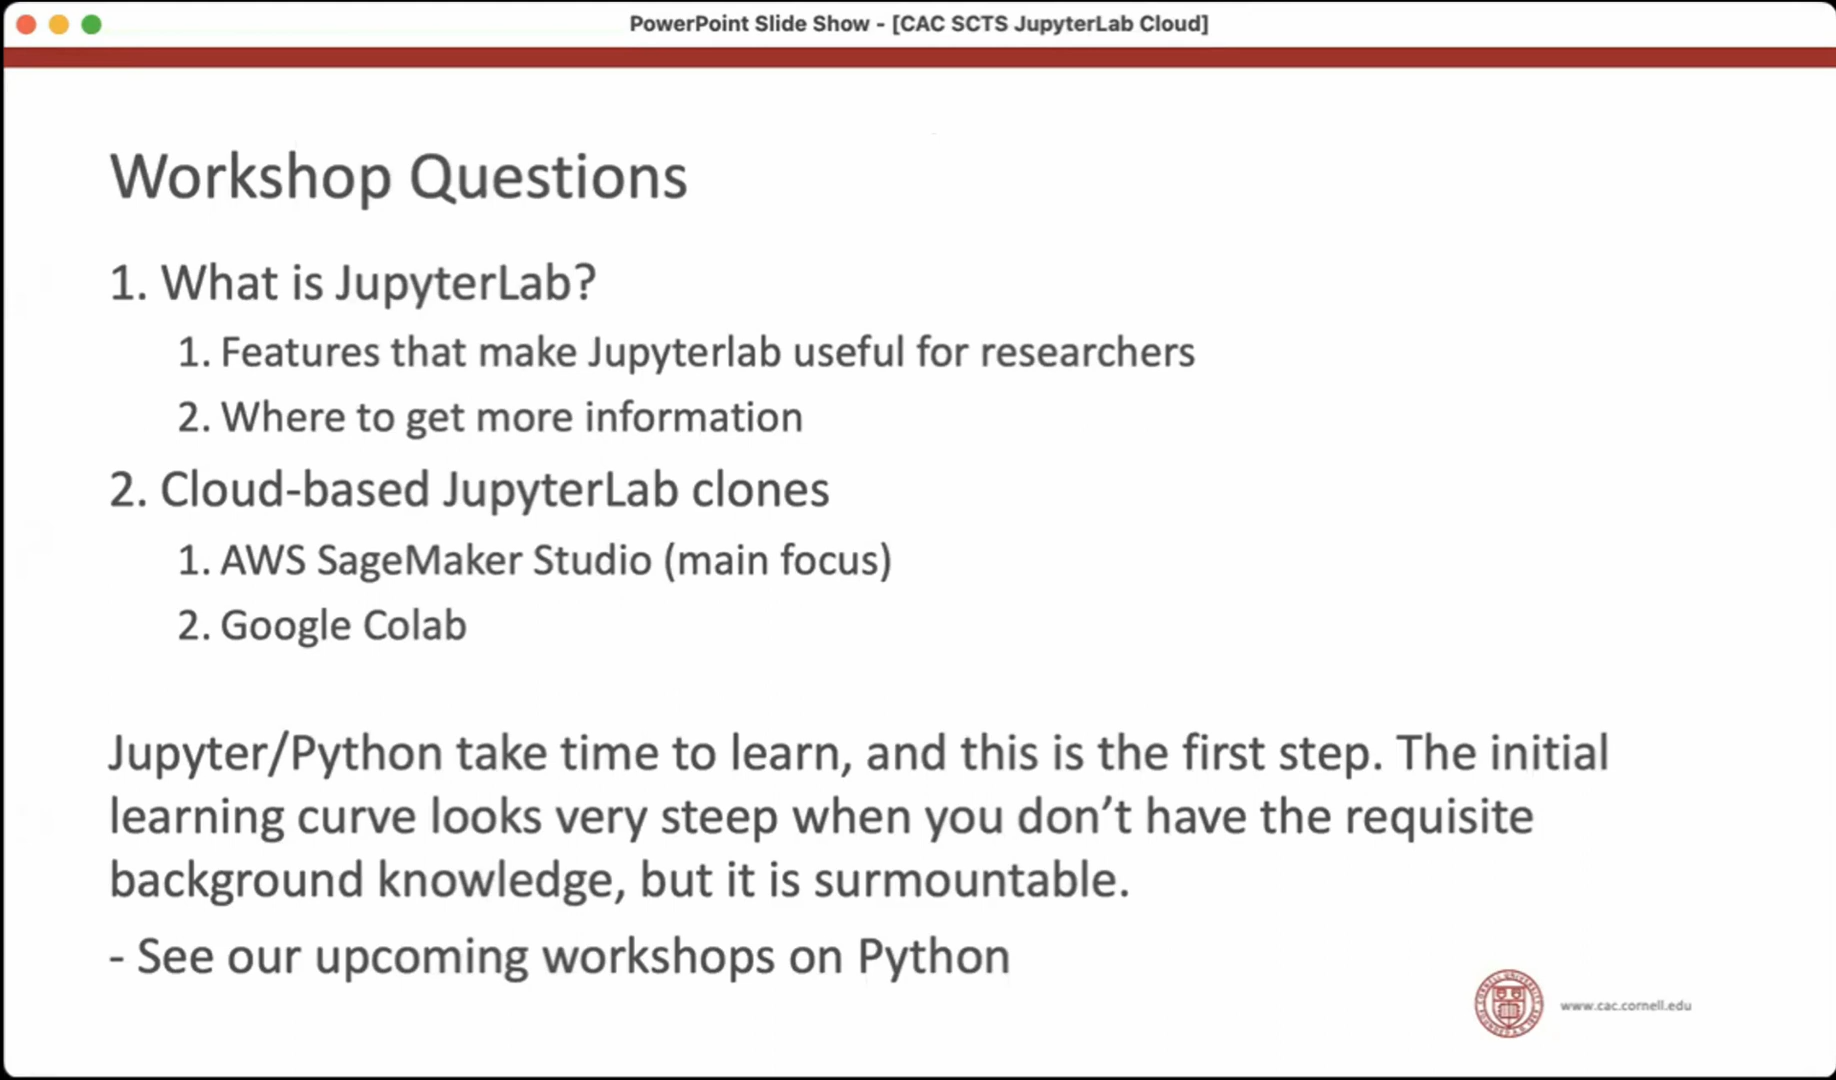 PowerPoint Slide Show - [CAC SCTS JupyterLab Cloud]
Workshop Questions
1. What is JupyterLab?
1. Features that make Jupyterlab useful for researchers
2. Where to get more information
2. Cloud-based JupyterLab clones
1. AWS SageMaker Studio (main focus)
2. Google Colab
Jupyter/Python take time to learn, and this is the first step. The initial
learning curve looks very steep when you don’t have the requisite
background knowledge, but it is surmountable.
- See our upcoming workshops on Python
www.cac.cornell.edu